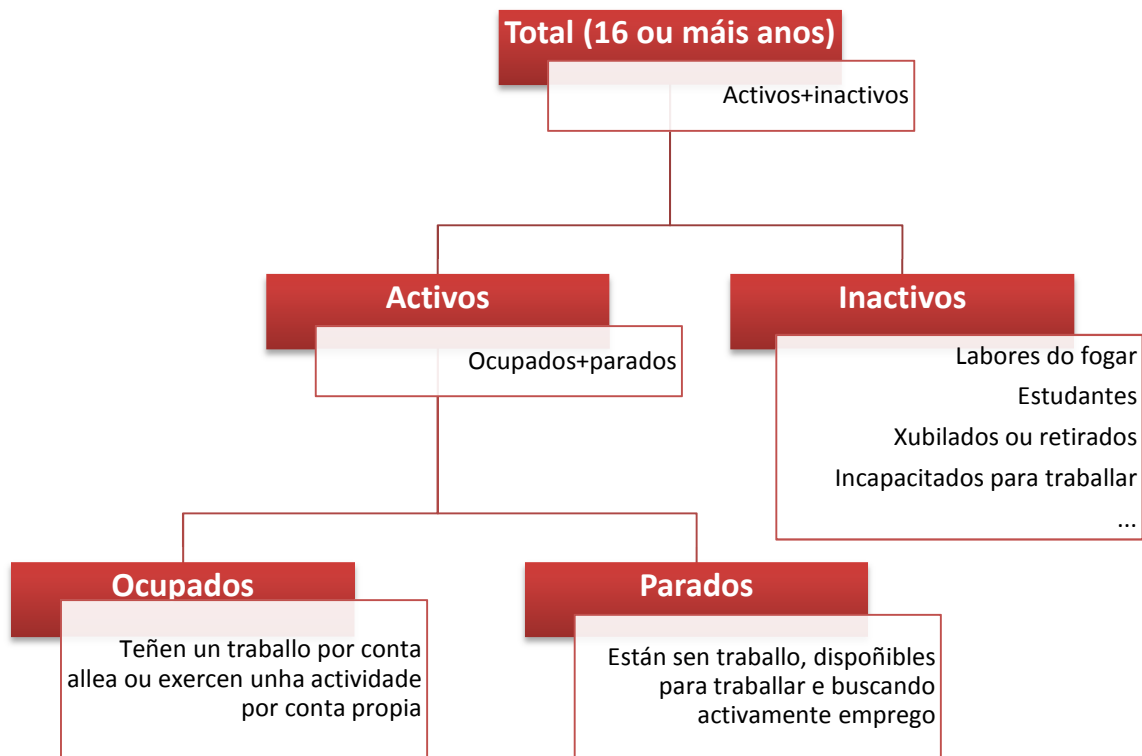 Total (16 ou máis anos)
Activos+inactivos
Activos
Ocupados+parados
Inactivos
Labores do fogar
Estudantes
Xubilados ou retirados
Incapacitados para traballar
...
Ocupados
Teñen un traballo por conta
allea ou exercen unha actividade
por conta propia
Parados
Están sen traballo, dispoñibles
para traballar e buscando
activamente emprego